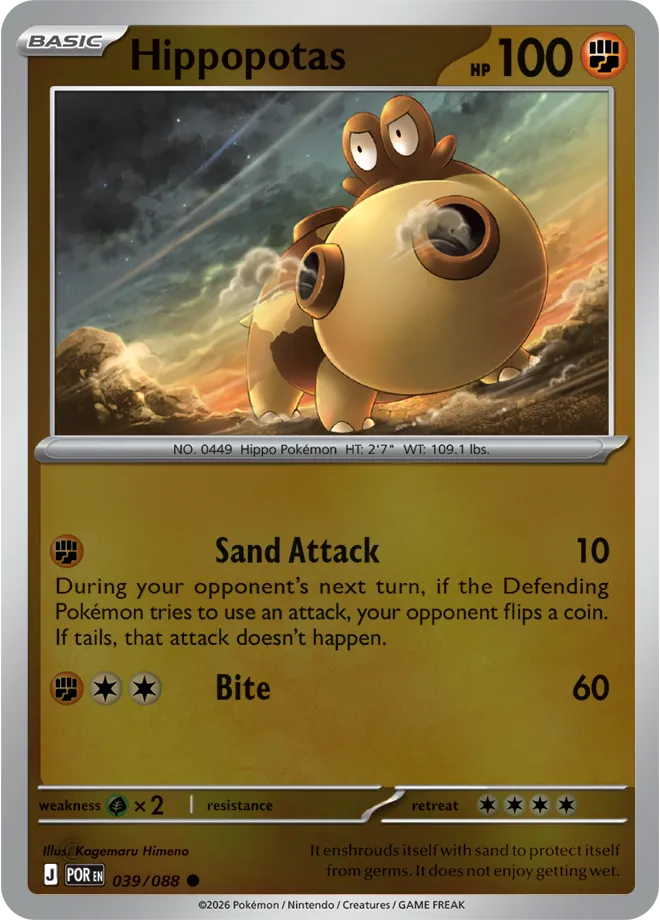 BASIC
Hippopotas
HP 100
NO. 0449 Hippo Pokémon HT: 2'7" WT: 109.1 lbs.
Sand Attack 10
During your opponent's next turn, if the Defending
Pokémon tries to use an attack, your opponent flips a coin.
If tails, that attack doesn't happen.
Bite 60
weakness ×2 resistance retreat
Illus. Kagemaru Himeno
It enshrouds itself with sand to protect itself
from germs. It does not enjoy getting wet.
J POR EN 039/088
©2026 Pokémon / Nintendo / Creatures / GAME FREAK